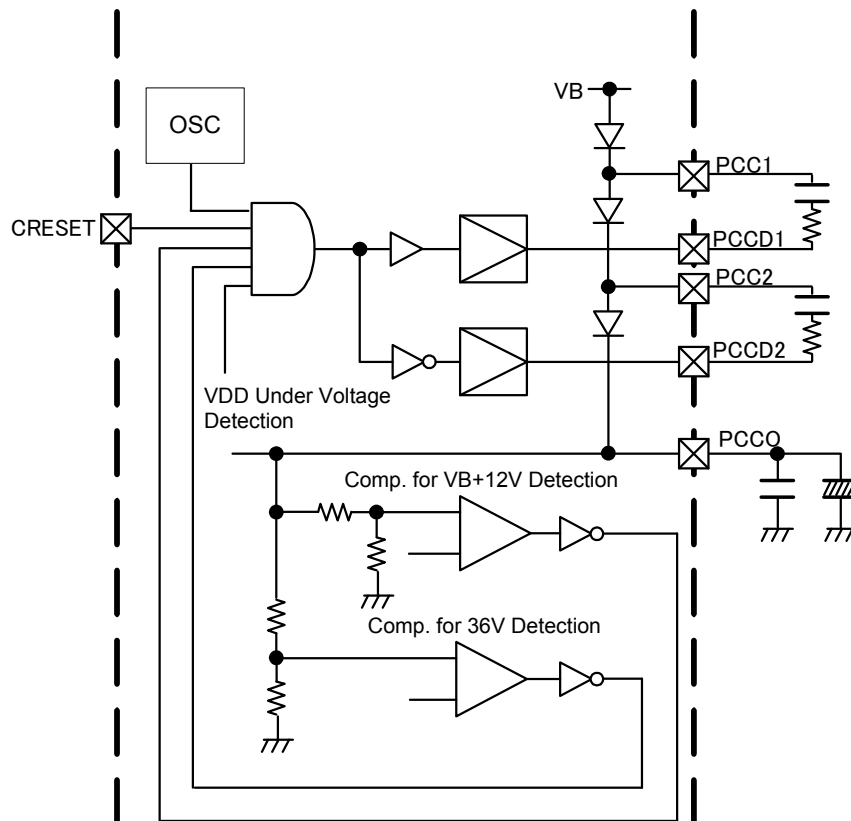 VB
OSC
PCC1
CRESET
PCCD1
PCC2
PCCD2
VDD Under Voltage
Detection
PCCO
Comp. for VB+12V Detection
Comp. for 36V Detection